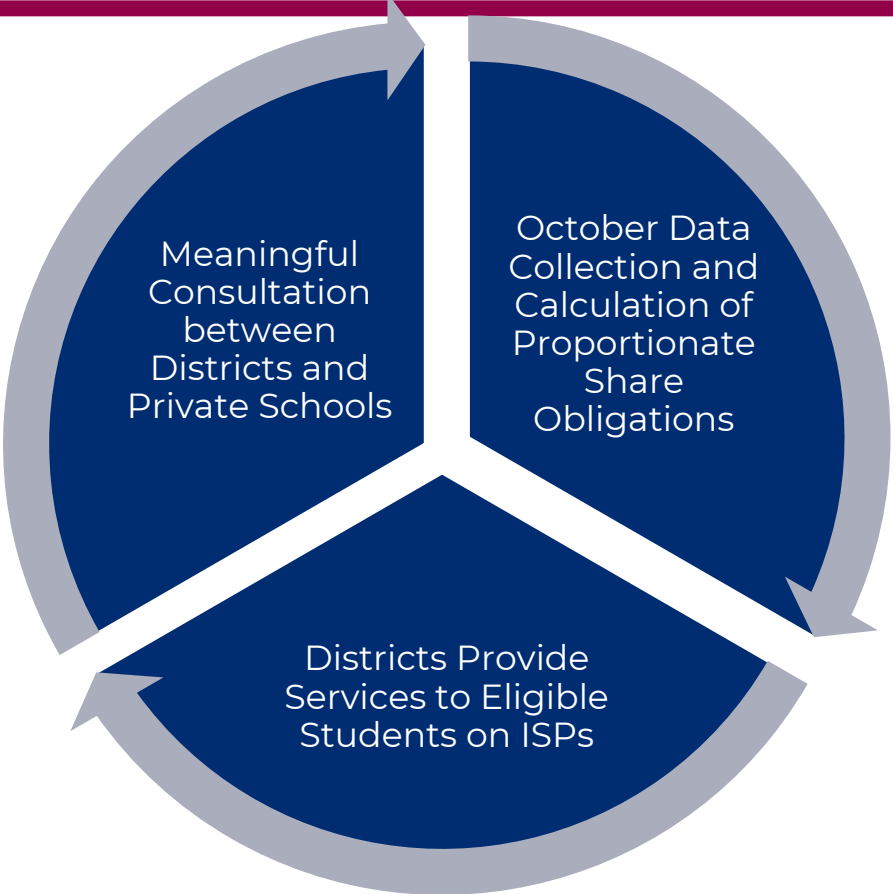 Meaningful
Consultation
between
Districts and
Private Schools
October Data
Collection and
Calculation of
Proportionate
Share
Obligations
Districts Provide
Services to Eligible
Students on ISPs